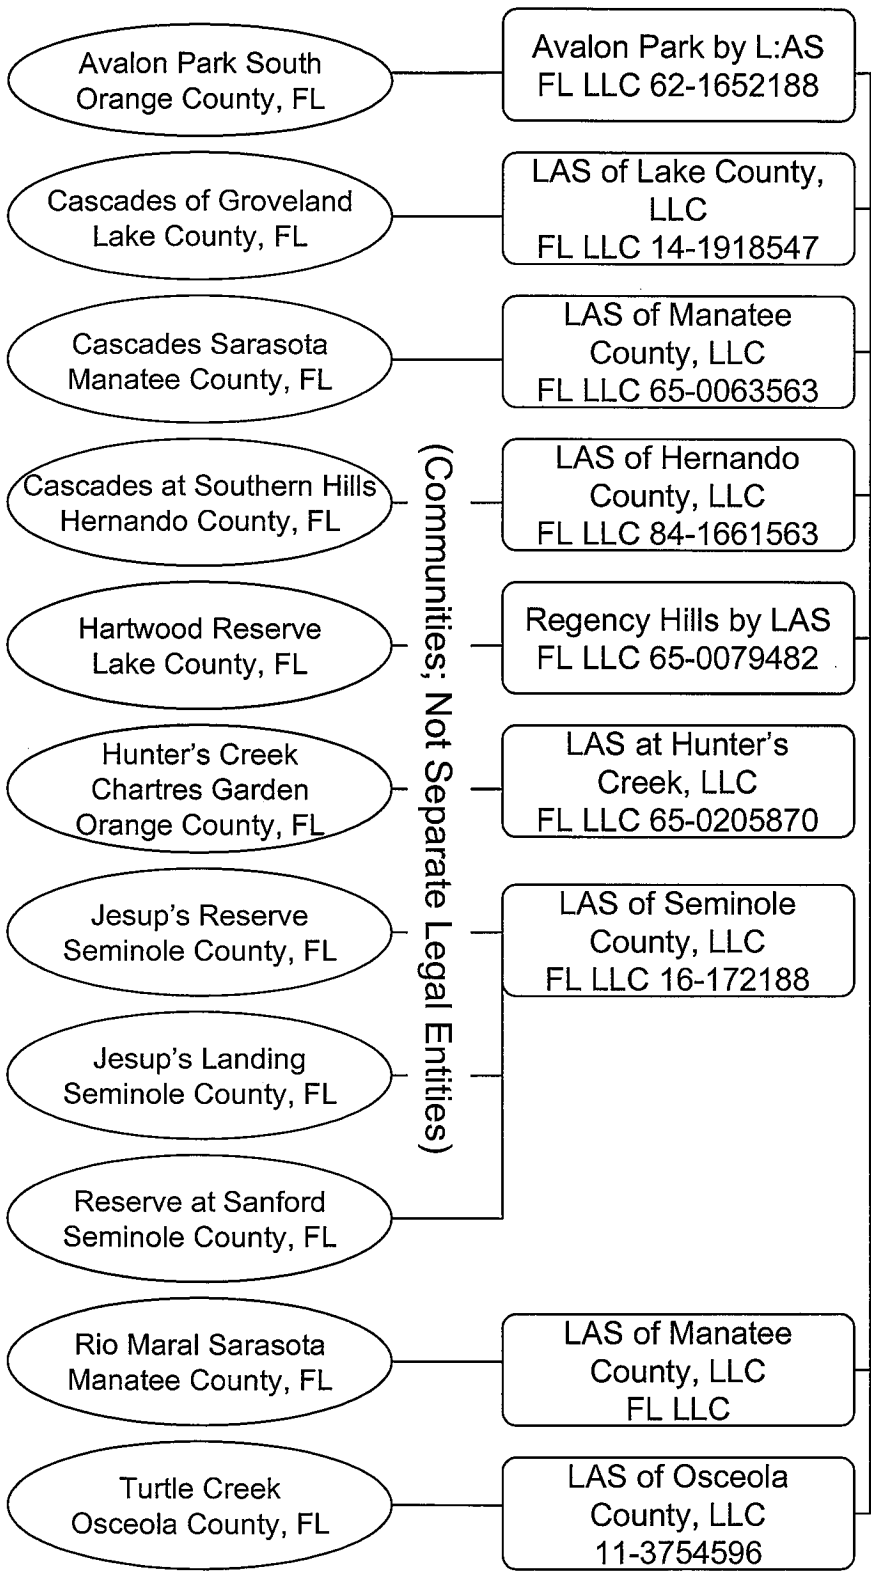 Avalon Park South
Orange County, FL
Avalon Park by L:AS
FL LLC 62-1652188
Cascades of Groveland
Lake County, FL
LAS of Lake County,
LLC
FL LLC 14-1918547
Cascades Sarasota
Manatee County, FL
LAS of Manatee
County, LLC
FL LLC 65-0063563
Cascades at Southern Hills
Hernando County, FL
LAS of Hernando
County, LLC
FL LLC 84-1661563
Hartwood Reserve
Lake County, FL
Regency Hills by LAS
FL LLC 65-0079482
Hunter's Creek
Chartres Garden
Orange County, FL
LAS at Hunter's
Creek, LLC
FL LLC 65-0205870
Jesup's Reserve
Seminole County, FL
LAS of Seminole
County, LLC
FL LLC 16-172188
Jesup's Landing
Seminole County, FL
Reserve at Sanford
Seminole County, FL
(Communities; Not Separate Legal Entities)
Rio Maral Sarasota
Manatee County, FL
LAS of Manatee
County, LLC
FL LLC
Turtle Creek
Osceola County, FL
LAS of Osceola
County, LLC
11-3754596